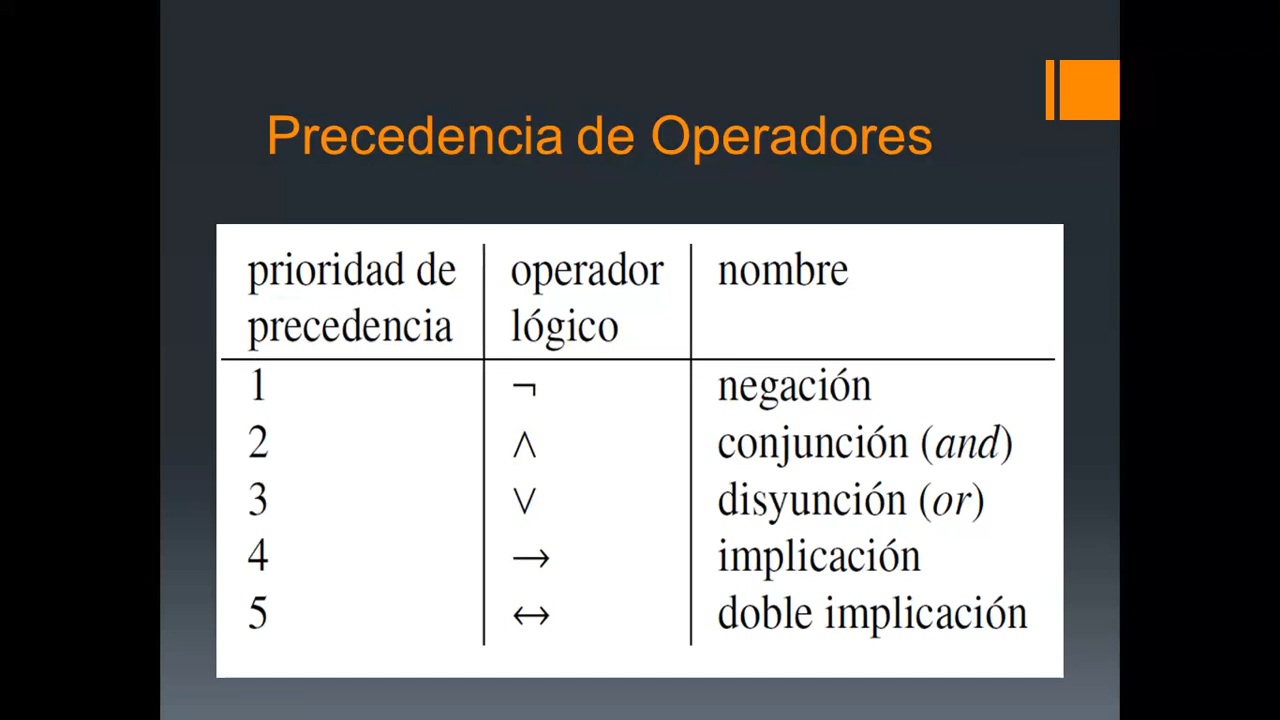 Precedencia de Operadores
prioridad de precedencia | operador lógico | nombre
1 ¬ negación
2 ∧ conjunción (and)
3 ∨ disyunción (or)
4 → implicación
5 ↔ doble implicación